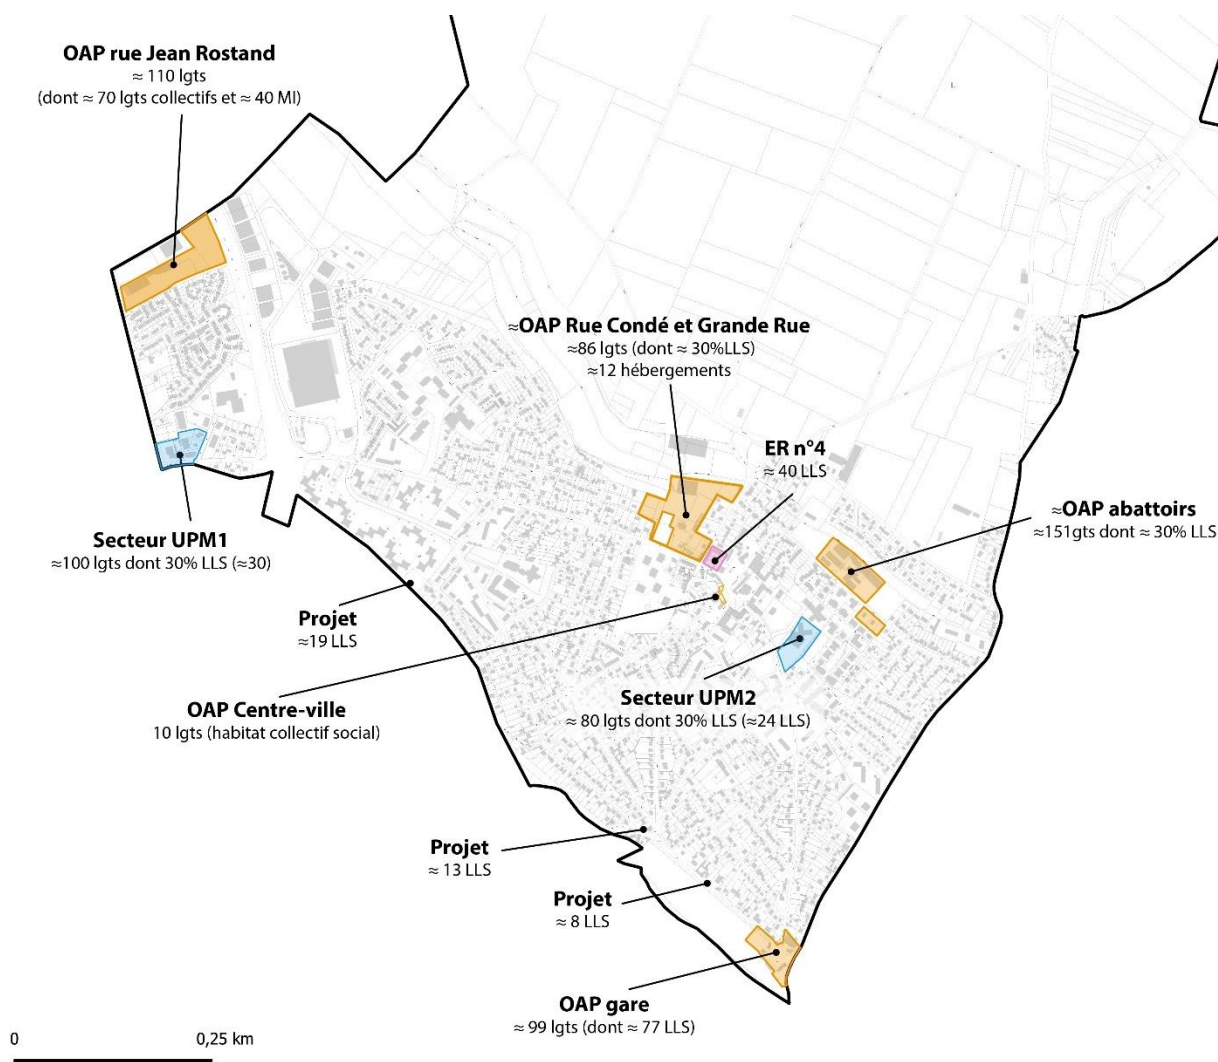 OAP rue Jean Rostand
≈ 110 lgts
(dont ≈ 70 lgts collectifs et ≈ 40 MI)
≈OAP Rue Condé et Grande Rue
≈86 lgts (dont ≈ 30%LLS)
≈12 hébergements
ER n°4
≈ 40 LLS
≈OAP abattoirs
≈151gts dont ≈ 30% LLS
Secteur UPM1
≈100 lgts dont 30% LLS (≈30)
Projet
≈19 LLS
OAP Centre-ville
10 lgts (habitat collectif social)
Secteur UPM2
≈ 80 lgts dont 30% LLS (≈24 LLS)
Projet
≈ 13 LLS
Projet
≈ 8 LLS
OAP gare
≈ 99 lgts (dont ≈ 77 LLS)
0 0,25 km